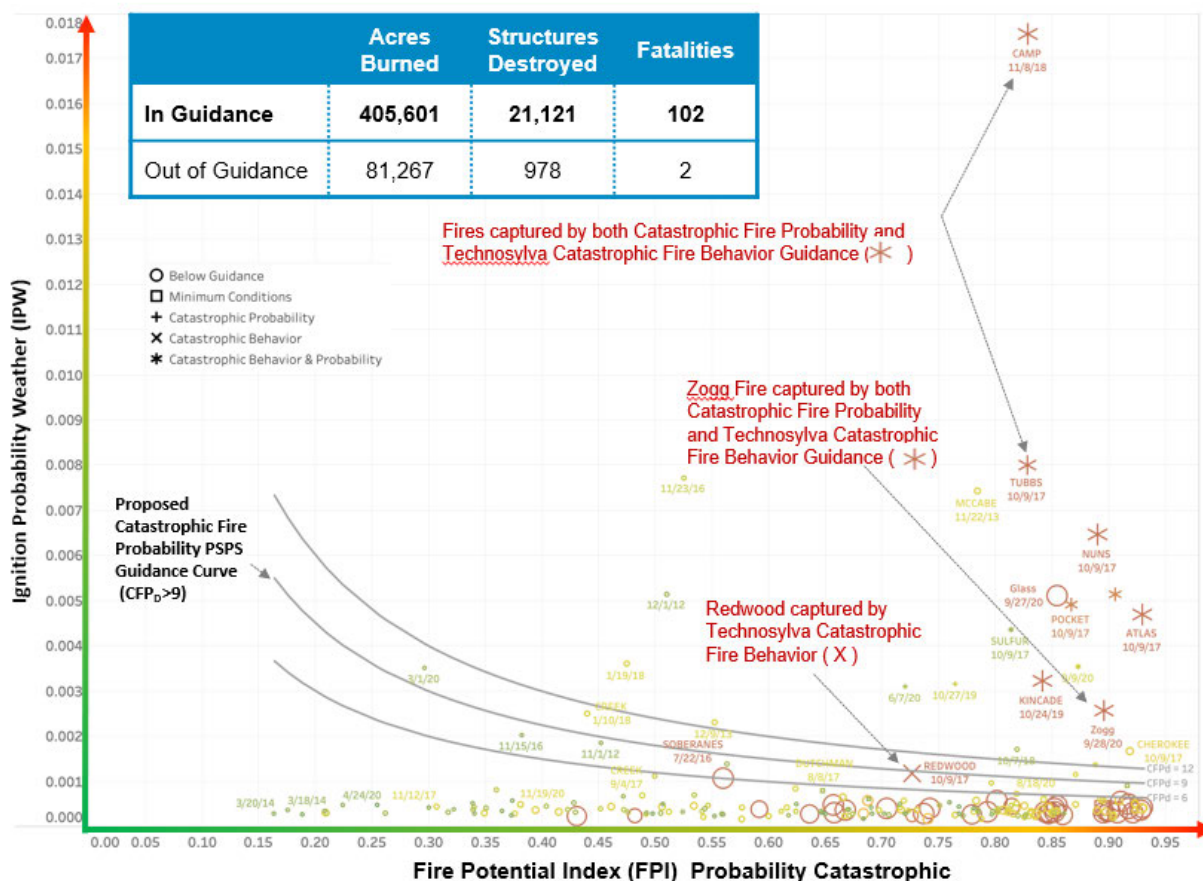 Acres Burned
Structures Destroyed
Fatalities
In Guidance 405,601 21,121 102
Out of Guidance 81,267 978 2
0.018
0.017
0.016
0.015
0.014
0.013
0.012
0.011
0.010
0.009
0.008
0.007
0.006
0.005
0.004
0.003
0.002
0.001
0.000
Ignition Probability Weather (IPW)
CAMP
11/8/18
Fires captured by both Catastrophic Fire Probability and
Technosylva Catastrophic Fire Behavior Guidance ( )
Below Guidance
Minimum Conditions
Catastrophic Probability
Catastrophic Behavior
Catastrophic Behavior & Probability
Zogg Fire captured by both
Catastrophic Fire Probability
and Technosylva Catastrophic
Fire Behavior Guidance ( )
11/23/16
TUBBS
10/9/17
MCCABE
11/22/13
Proposed
Catastrophic Fire
Probability PSPS
Guidance Curve
(CFPD>9)
NUNS
10/9/17
Glass
9/27/20
12/1/12
Redwood captured by
Technosylva Catastrophic
Fire Behavior ( X )
POCKET
10/9/17
ATLAS
10/9/17
SULFUR
10/9/17
3/1/20
1/19/18
6/7/20
10/27/19
9/9/20
KINCADE
10/24/19
Zogg
9/28/20
CREEK
1/10/18
12/9/13
11/15/16
11/1/12
SOBERANES
7/22/16
10/7/18
CHEROKEE
10/9/17
CREEK
9/4/17
DUTCHMAN
8/8/17
REDWOOD
10/9/17
8/18/20
CFPd = 12
CFPd = 9
CFPd = 6
3/20/14
3/18/14
4/24/20
11/12/17
11/19/20
0.00 0.05 0.10 0.15 0.20 0.25 0.30 0.35 0.40 0.45 0.50 0.55 0.60 0.65 0.70 0.75 0.80 0.85 0.90 0.95
Fire Potential Index (FPI) Probability Catastrophic